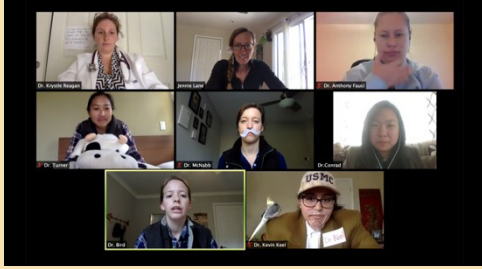 Dr. Krystle Reagan
Jennie Lane
Dr. Anthony Fauci
Dr. Turner
Dr. McNabb
Dr.Conrad
USMC
Dr. Bird
Dr. Kevin Keel